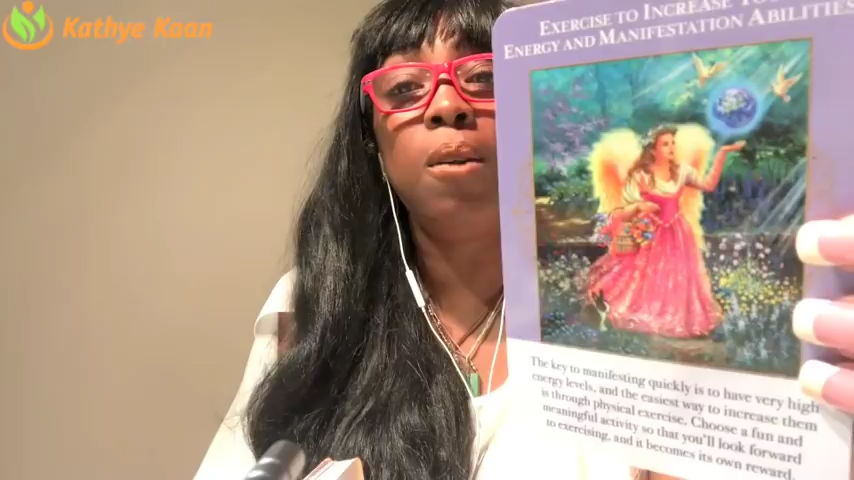 Kathye Kaan
EXERCISE TO INCREASE YOUR
ENERGY AND MANIFESTATION ABILITIES
The key to manifesting quickly is to have very high
energy levels, and the easiest way to increase them
is through physical exercise. Choose a fun and
meaningful activity so that you'll look forward
to exercising, and it becomes its own reward.